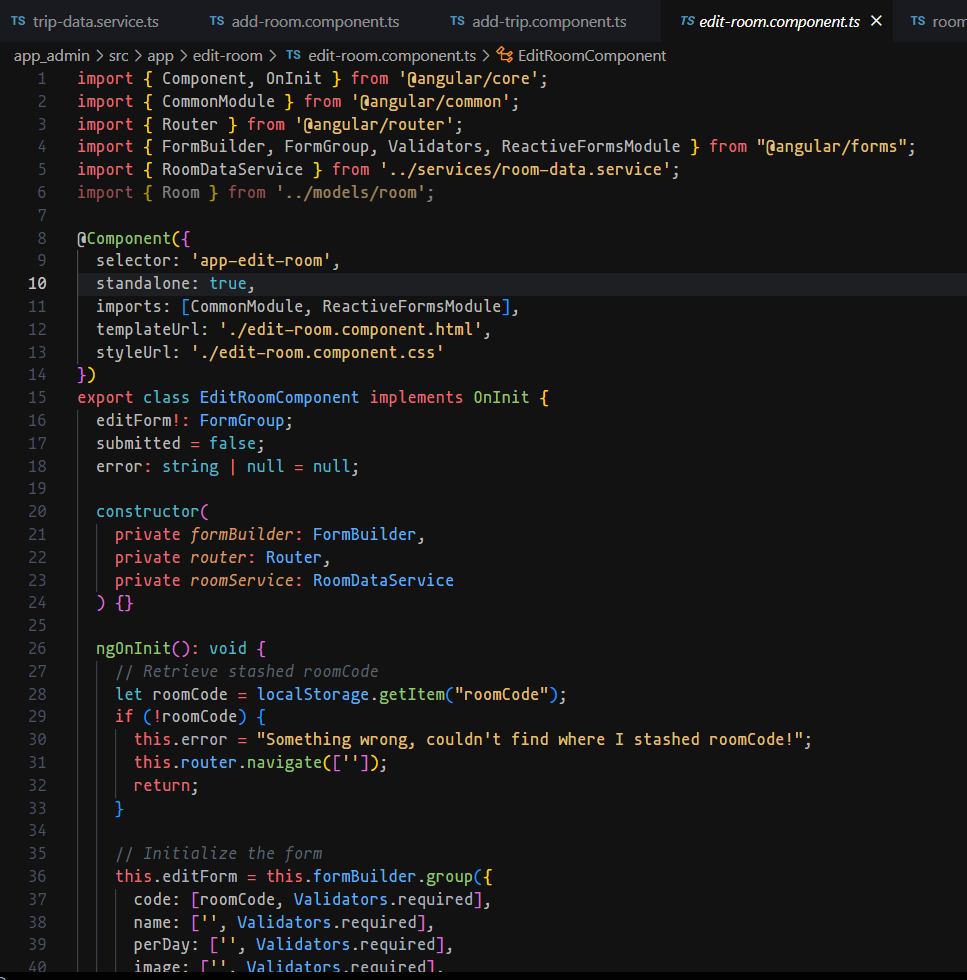 TS trip-data.service.ts TS add-room.component.ts TS add-trip.component.ts TS edit-room.component.ts × TS room
app_admin > src > app > edit-room > TS edit-room.component.ts > EditRoomComponent
1 import { Component, OnInit } from '@angular/core';
2 import { CommonModule } from '@angular/common';
3 import { Router } from '@angular/router';
4 import { FormBuilder, FormGroup, Validators, ReactiveFormsModule } from "@angular/forms";
5 import { RoomDataService } from '../services/room-data.service';
6 import { Room } from '../models/room';
7
8 @Component({
9   selector: 'app-edit-room',
10   standalone: true,
11   imports: [CommonModule, ReactiveFormsModule],
12   templateUrl: './edit-room.component.html',
13   styleUrl: './edit-room.component.css'
14 })
15 export class EditRoomComponent implements OnInit {
16   editForm!: FormGroup;
17   submitted = false;
18   error: string | null = null;
19
20   constructor(
21     private formBuilder: FormBuilder,
22     private router: Router,
23     private roomService: RoomDataService
24   ) {}
25
26   ngOnInit(): void {
27     // Retrieve stashed roomCode
28     let roomCode = localStorage.getItem("roomCode");
29     if (!roomCode) {
30       this.error = "Something wrong, couldn't find where I stashed roomCode!";
31       this.router.navigate(['']);
32       return;
33     }
34
35     // Initialize the form
36     this.editForm = this.formBuilder.group({
37       code: [roomCode, Validators.required],
38       name: ['', Validators.required],
39       perDay: ['', Validators.required],
40       image: ['', Validators.required],